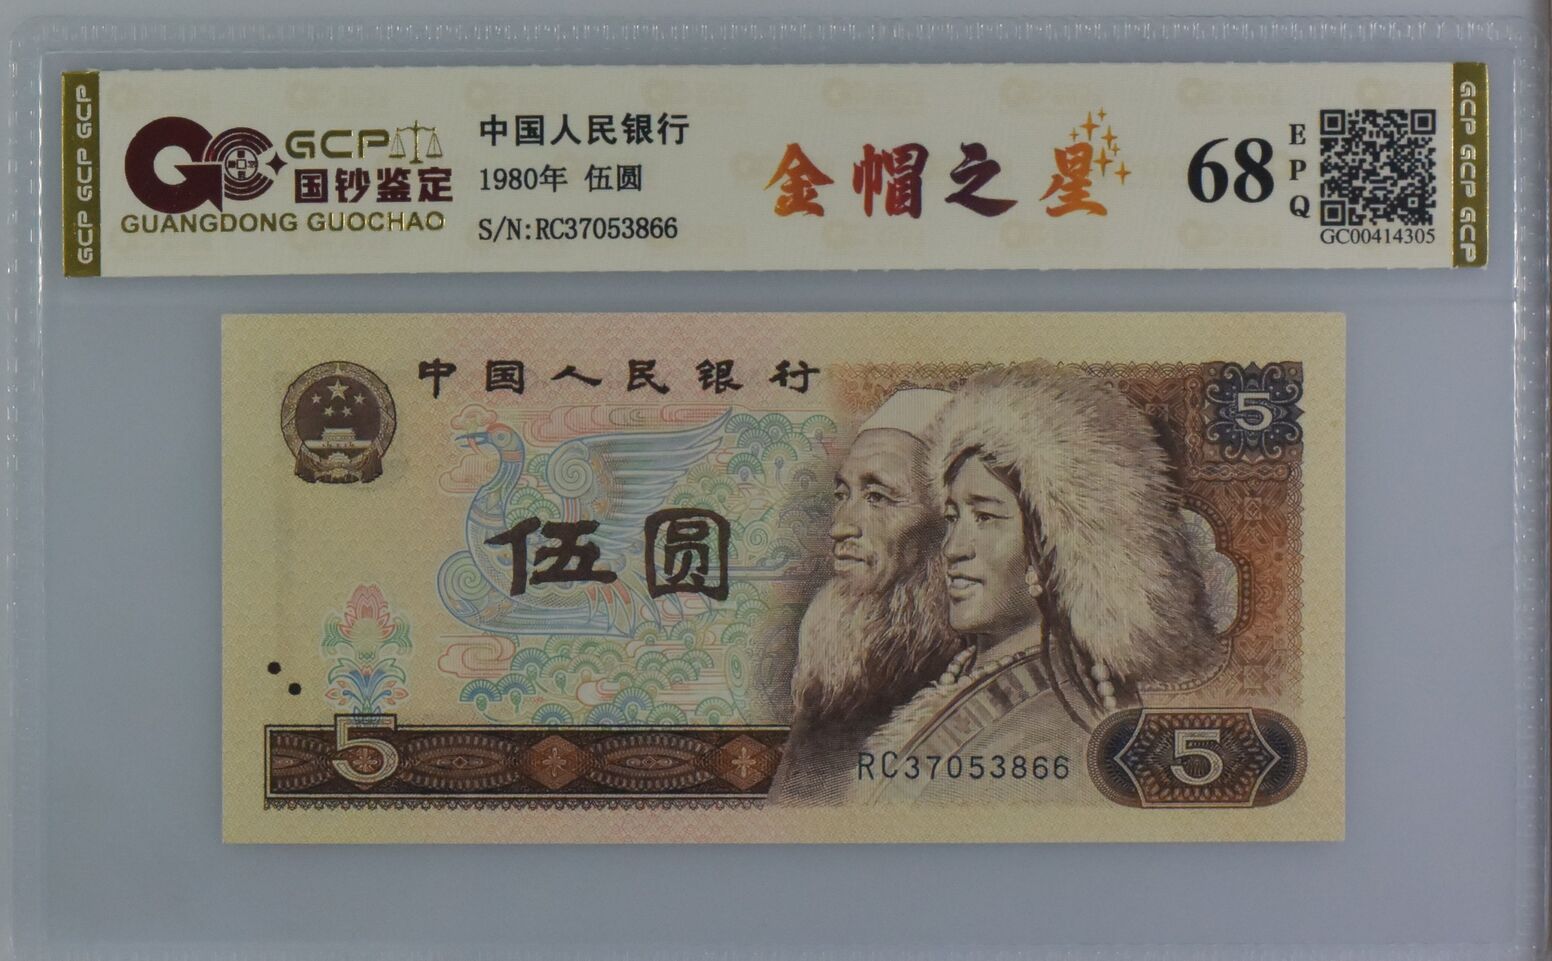 GCP GCP GCP
GCP
国钞鉴定
GUANGDONG GUOCHAO
中国人民银行
1980年 伍圆
S/N:RC37053866
金帽之星
68
EPQ
GC00414305
GCP GCP GCP
中国人民银行
5
伍圆
5
RC37053866
5